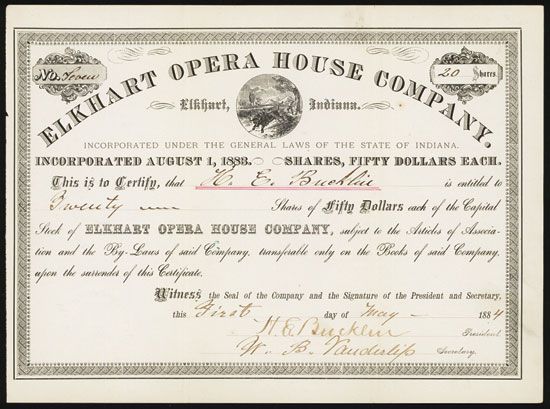 ELKHART OPERA HOUSE COMPANY.
No. Seven
20 Shares.
Elkhart, Indiana.
INCORPORATED UNDER THE GENERAL LAWS OF THE STATE OF INDIANA.
INCORPORATED AUGUST 1, 1883. SHARES, FIFTY DOLLARS EACH.
This is to Certify, that H. E. Bucklin is entitled to
Twenty Shares of Fifty Dollars each of the Capital
Stock of ELKHART OPERA HOUSE COMPANY, subject to the Articles of Associa-
tion and the By-Laws of said Company, transferable only on the Books of said Company,
upon the surrender of this Certificate.
Witness the Seal of the Company and the Signature of the President and Secretary,
this First day of May 1884
H. E. Bucklin President
W. B. Vanderlip Secretary.